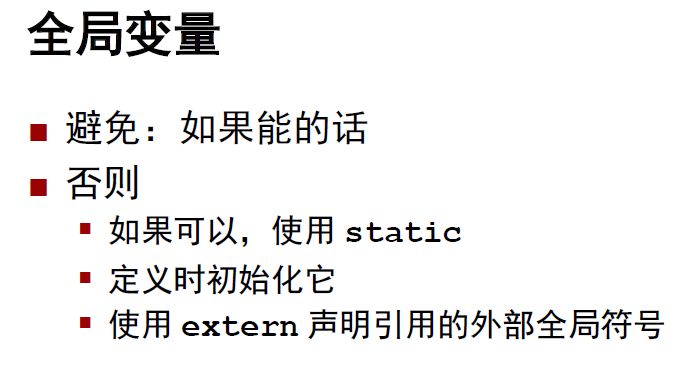 全局变量
避免：如果能的话
否则
如果可以，使用 static
定义时初始化它
使用 extern 声明引用的外部全局符号